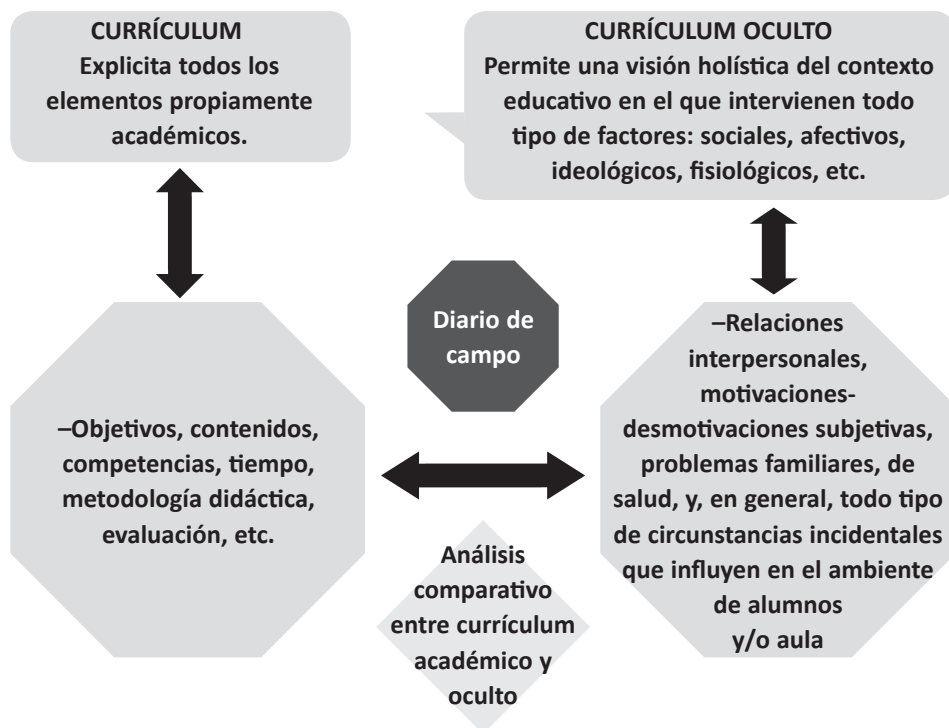 CURRÍCULUM
Explicita todos los
elementos propiamente
académicos.
CURRÍCULUM OCULTO
Permite una visión holística del contexto
educativo en el que intervienen todo
tipo de factores: sociales, afectivos,
ideológicos, fisiológicos, etc.
Diario de
campo
–Objetivos, contenidos,
competencias, tiempo,
metodología didáctica,
evaluación, etc.
–Relaciones
interpersonales,
motivaciones-
desmotivaciones subjetivas,
problemas familiares, de
salud, y, en general, todo tipo
de circunstancias incidentales
que influyen en el ambiente
de alumnos
y/o aula
Análisis
comparativo
entre currículum
académico y
oculto